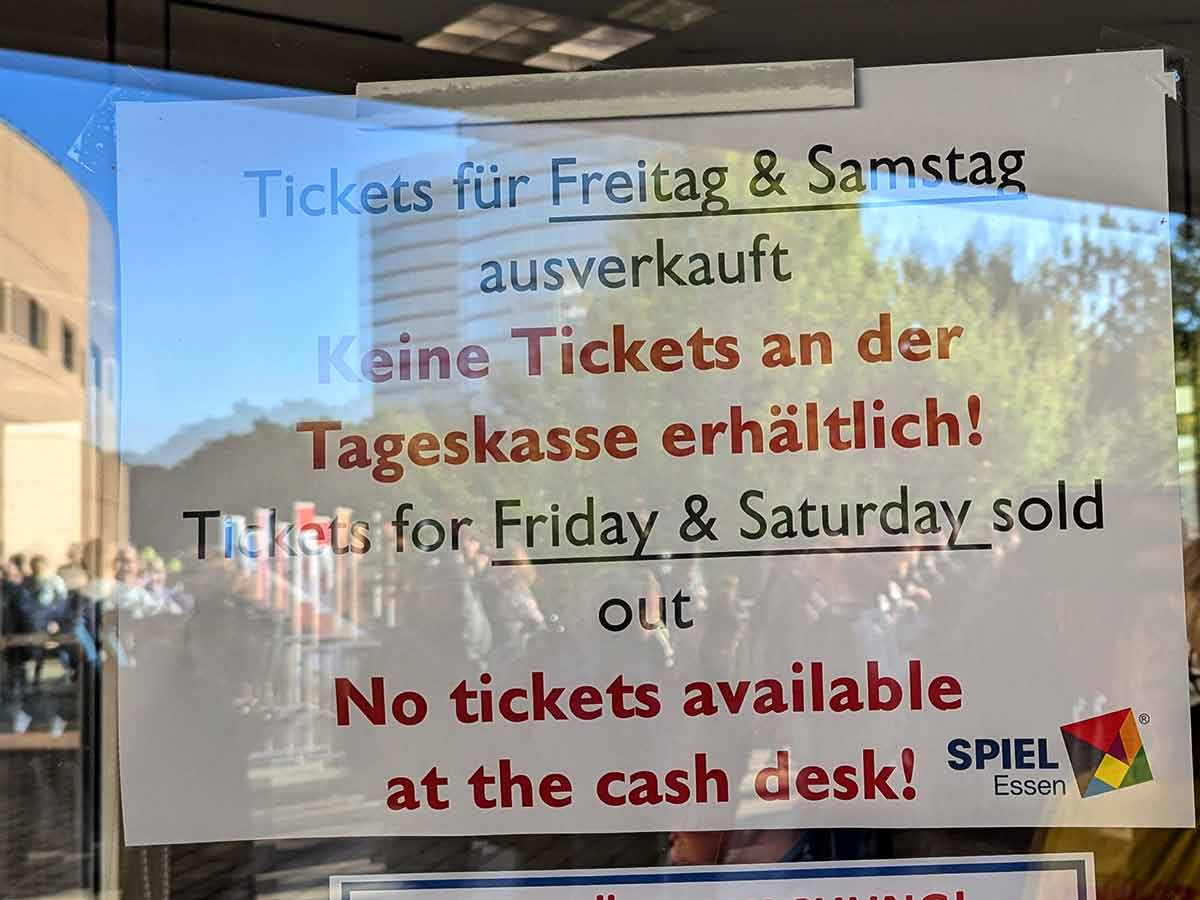 Tickets für Freitag & Samstag
ausverkauft
Keine Tickets an der
Tageskasse erhältlich!
Tickets for Friday & Saturday sold
out
No tickets available
at the cash desk!
SPIEL
Essen
®